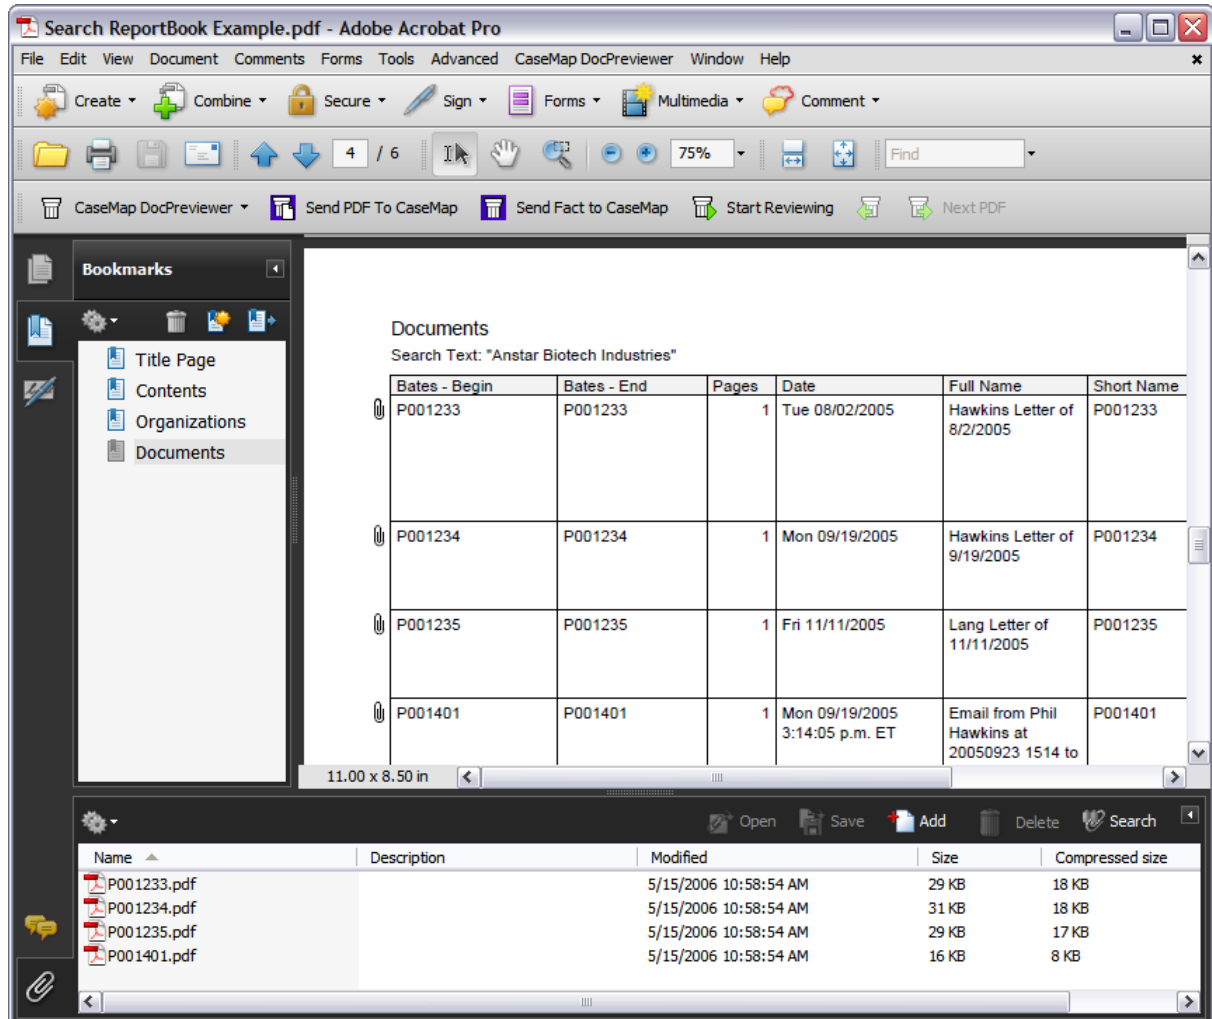 Search ReportBook Example.pdf - Adobe Acrobat Pro
File Edit View Document Comments Forms Tools Advanced CaseMap DocPreviewer Window Help
Create Combine Secure Sign Forms Multimedia Comment
4 / 6 75% Find
CaseMap DocPreviewer Send PDF To CaseMap Send Fact to CaseMap Start Reviewing Next PDF
Bookmarks
Title Page
Contents
Organizations
Documents
Documents
Search Text: "Anstar Biotech Industries"
Bates - Begin Bates - End Pages Date Full Name Short Name
P001233 P001233 1 Tue 08/02/2005 Hawkins Letter of P001233
8/2/2005
P001234 P001234 1 Mon 09/19/2005 Hawkins Letter of P001234
9/19/2005
P001235 P001235 1 Fri 11/11/2005 Lang Letter of P001235
11/11/2005
P001401 P001401 1 Mon 09/19/2005 Email from Phil P001401
3:14:05 p.m. ET Hawkins at
20050923 1514 to
11.00 x 8.50 in
Open Save Add Delete Search
Name Description Modified Size Compressed size
P001233.pdf 5/15/2006 10:58:54 AM 29 KB 18 KB
P001234.pdf 5/15/2006 10:58:54 AM 31 KB 18 KB
P001235.pdf 5/15/2006 10:58:54 AM 29 KB 17 KB
P001401.pdf 5/15/2006 10:58:54 AM 16 KB 8 KB